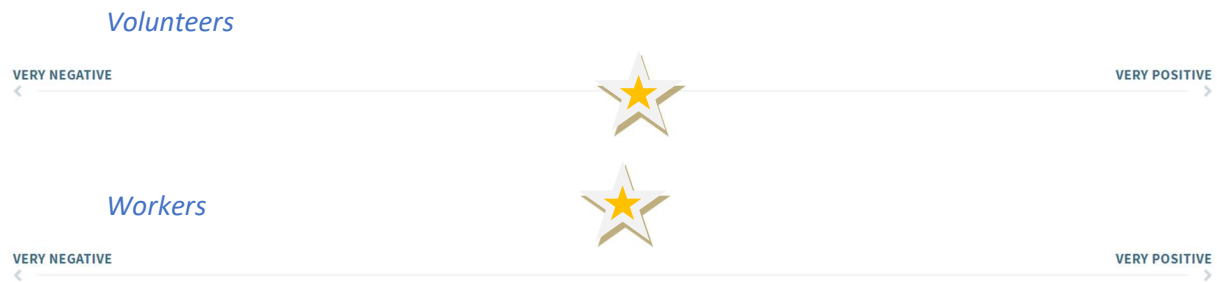 Volunteers
VERY NEGATIVE VERY POSITIVE
Workers
VERY NEGATIVE VERY POSITIVE